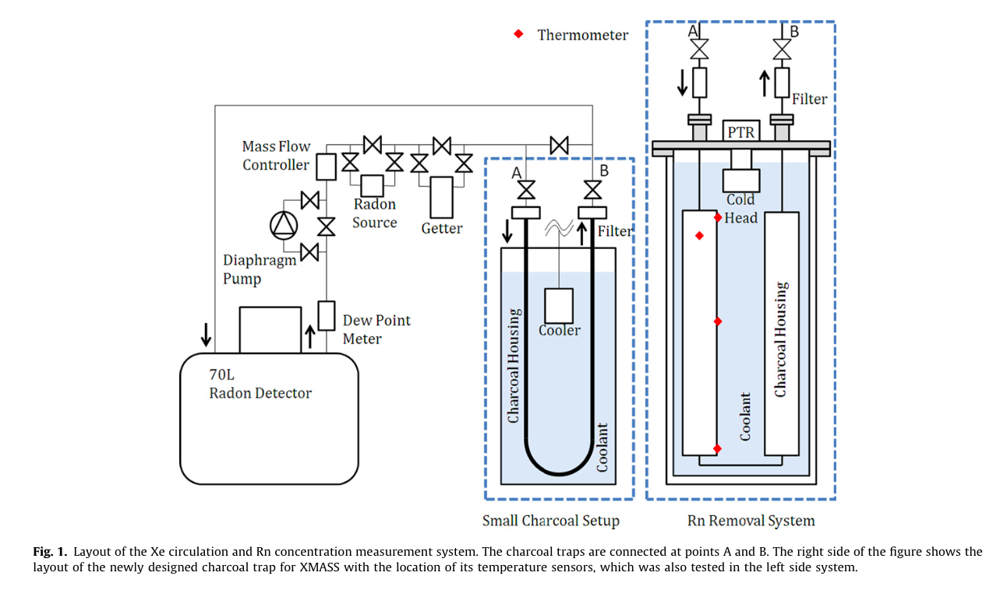 Thermometer
A
B
Filter
PTR
Mass Flow
Controller
A
B
Radon
Source
Getter
Filter
Cold
Head
Diaphragm
Pump
Charcoal Housing
Charcoal Housing
Dew Point
Meter
Cooler
70L
Radon Detector
Coolant
Coolant
Small Charcoal Setup
Rn Removal System
Fig. 1. Layout of the Xe circulation and Rn concentration measurement system. The charcoal traps are connected at points A and B. The right side of the figure shows the
layout of the newly designed charcoal trap for XMASS with the location of its temperature sensors, which was also tested in the left side system.